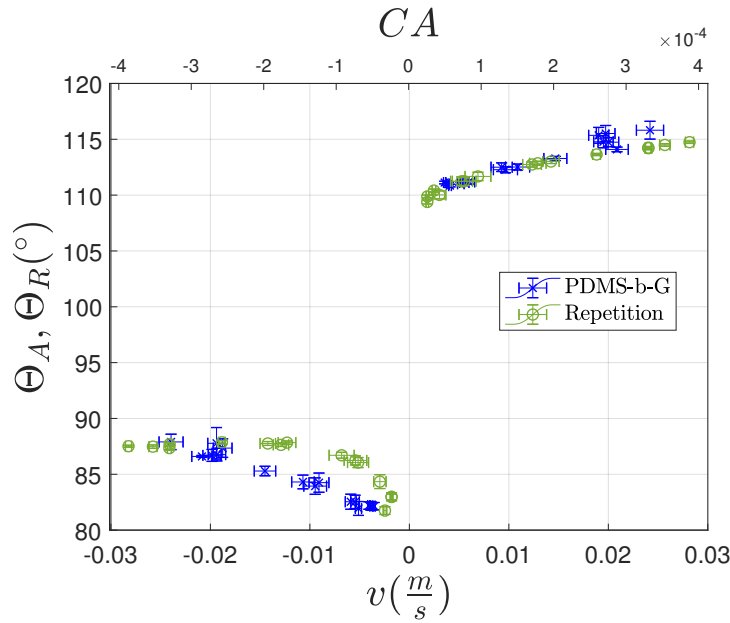 CA
×10⁻⁴
-4 -3 -2 -1 0 1 2 3 4
Θ_A, Θ_R(°)
120
115
110
105
100
95
90
85
80
PDMS-b-G
Repetition
-0.03 -0.02 -0.01 0 0.01 0.02 0.03
v(m/s)